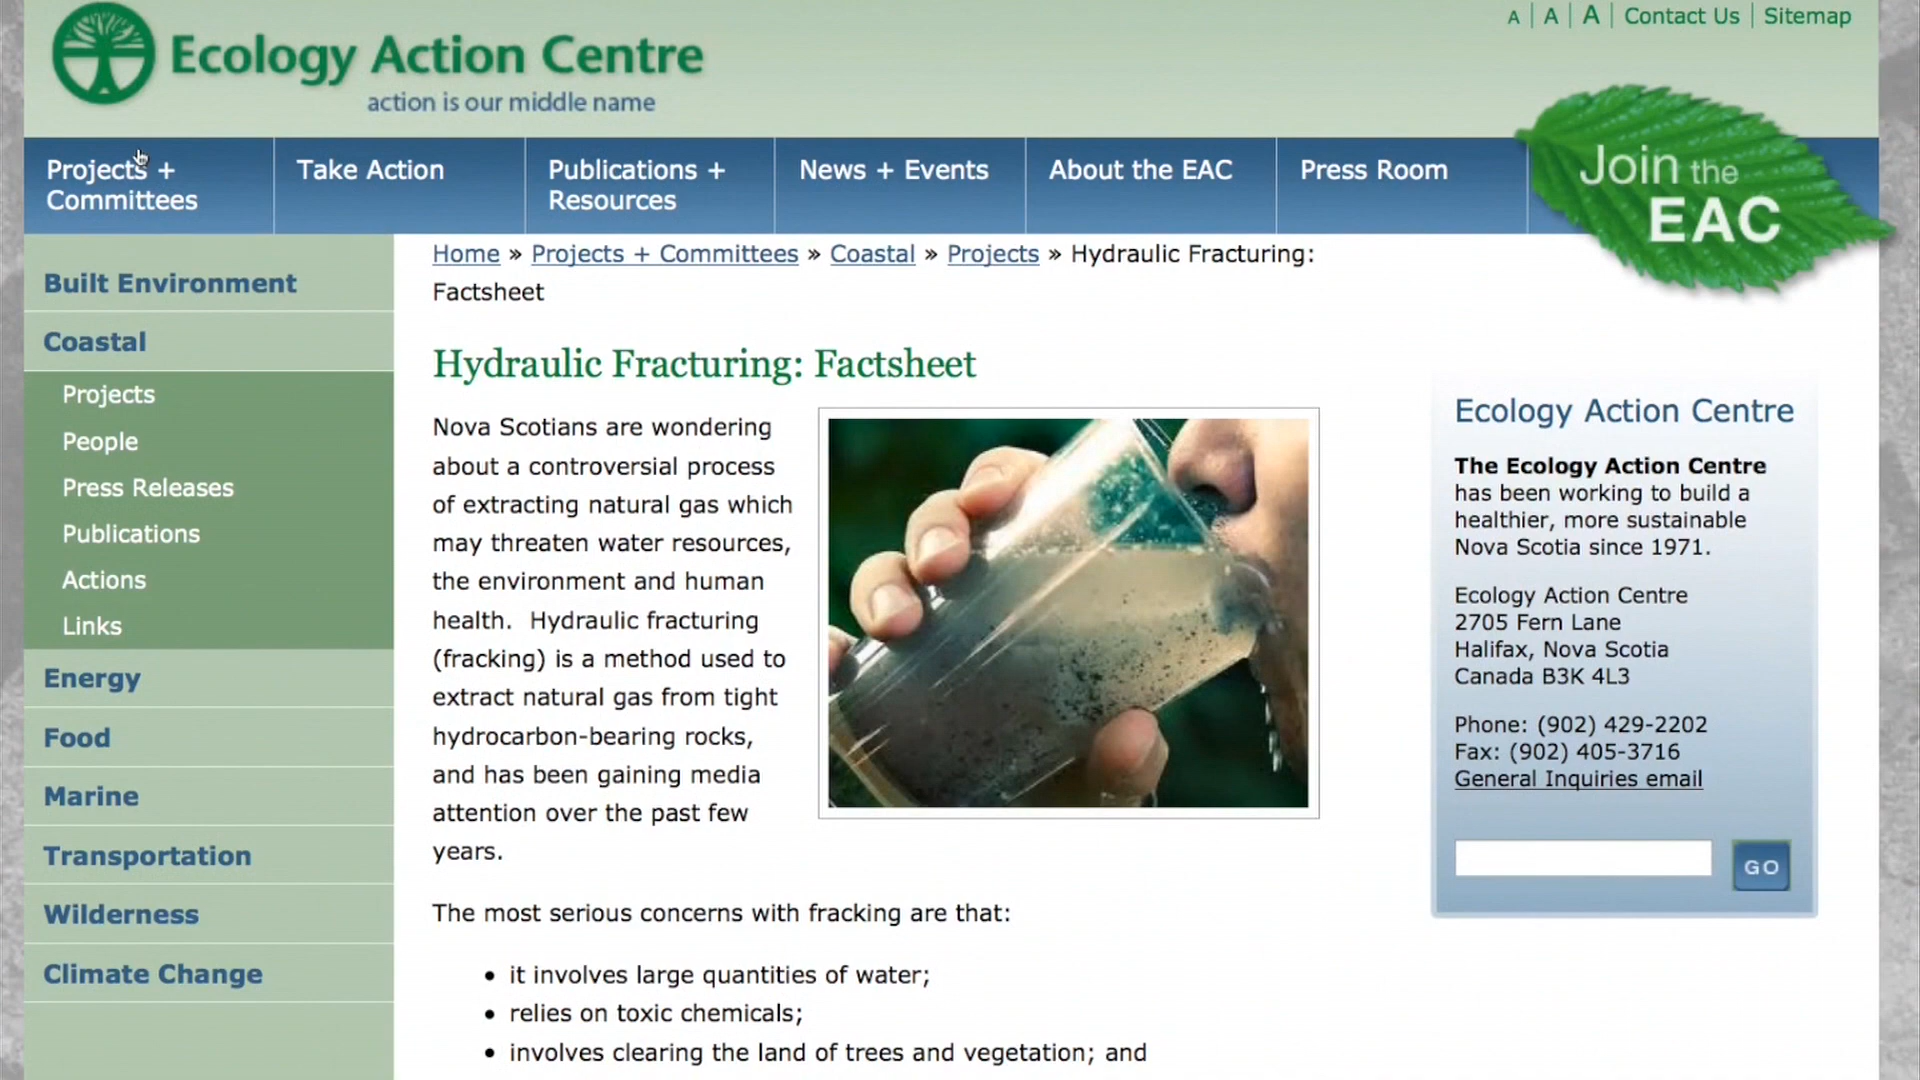 A | A | A | Contact Us | Sitemap
Ecology Action Centre
action is our middle name
Projects +
Committees
Take Action
Publications +
Resources
News + Events
About the EAC
Press Room
Join the
EAC
Built Environment
Coastal
Projects
People
Press Releases
Publications
Actions
Links
Energy
Food
Marine
Transportation
Wilderness
Climate Change
Home » Projects + Committees » Coastal » Projects » Hydraulic Fracturing:
Factsheet
Hydraulic Fracturing: Factsheet
Nova Scotians are wondering
about a controversial process
of extracting natural gas which
may threaten water resources,
the environment and human
health. Hydraulic fracturing
(fracking) is a method used to
extract natural gas from tight
hydrocarbon-bearing rocks,
and has been gaining media
attention over the past few
years.
The most serious concerns with fracking are that:
• it involves large quantities of water;
• relies on toxic chemicals;
• involves clearing the land of trees and vegetation; and
Ecology Action Centre
The Ecology Action Centre
has been working to build a
healthier, more sustainable
Nova Scotia since 1971.
Ecology Action Centre
2705 Fern Lane
Halifax, Nova Scotia
Canada B3K 4L3
Phone: (902) 429-2202
Fax: (902) 405-3716
General Inquiries email
GO